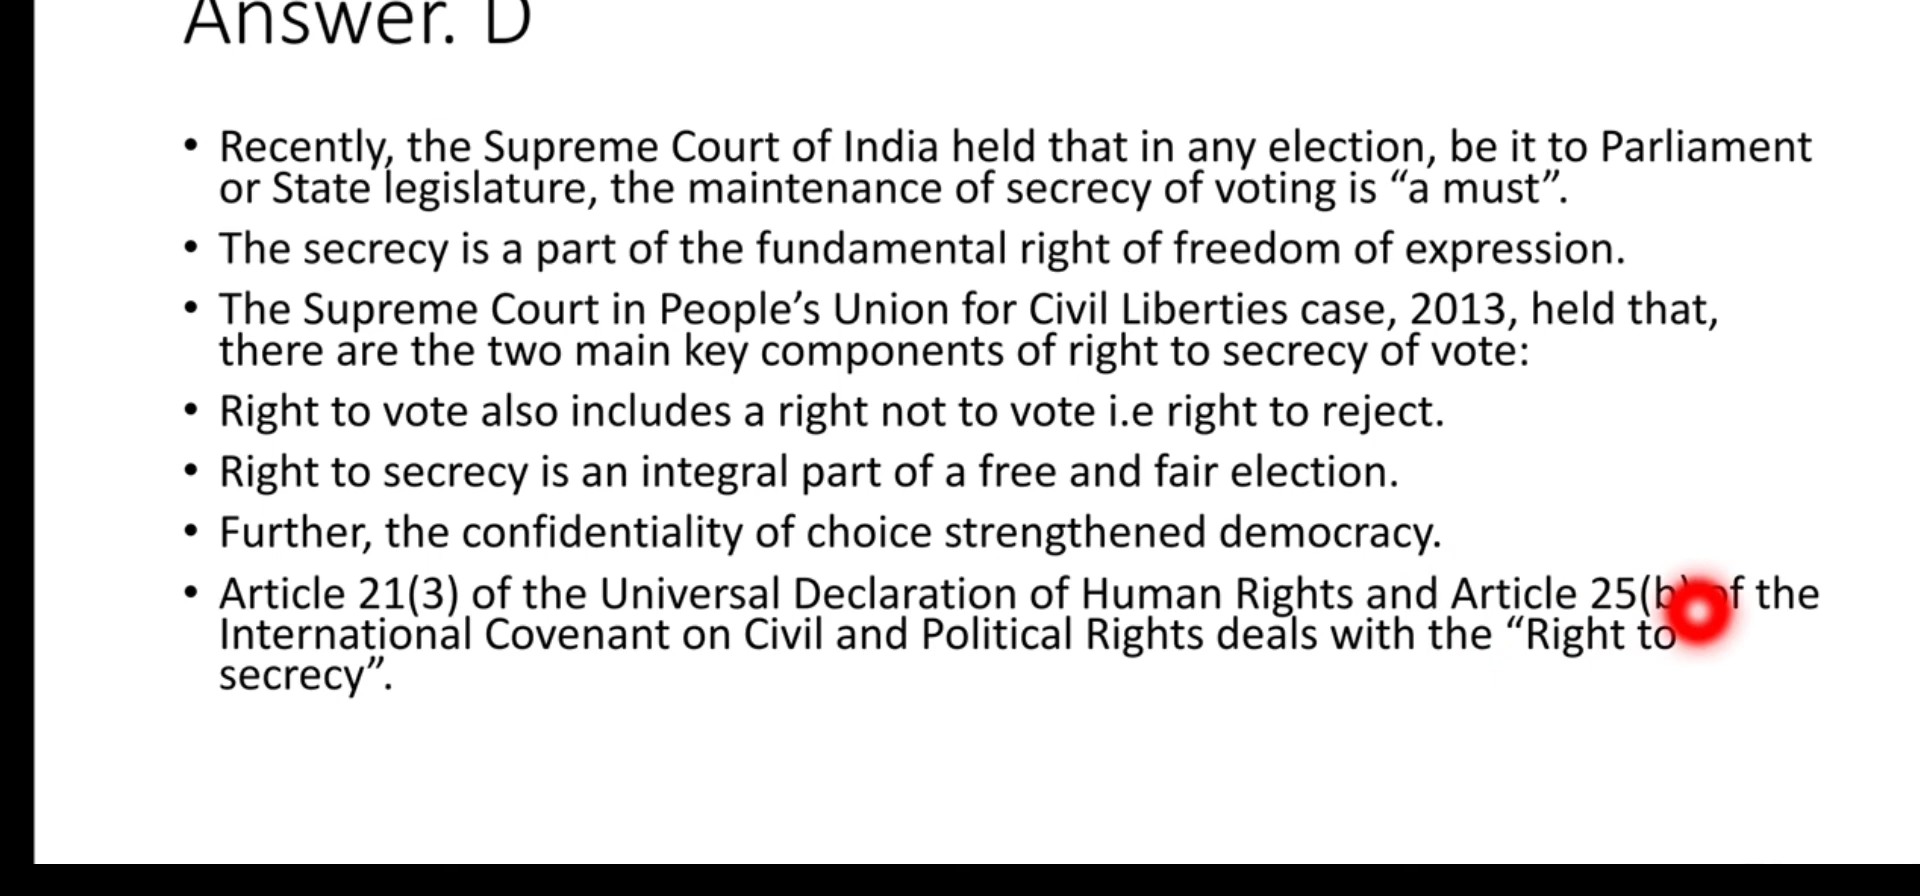 Answer. D
• Recently, the Supreme Court of India held that in any election, be it to Parliament
or State legislature, the maintenance of secrecy of voting is “a must”.
• The secrecy is a part of the fundamental right of freedom of expression.
• The Supreme Court in People’s Union for Civil Liberties case, 2013, held that,
there are the two main key components of right to secrecy of vote:
• Right to vote also includes a right not to vote i.e right to reject.
• Right to secrecy is an integral part of a free and fair election.
• Further, the confidentiality of choice strengthened democracy.
• Article 21(3) of the Universal Declaration of Human Rights and Article 25(b) of the
International Covenant on Civil and Political Rights deals with the “Right to
secrecy”.